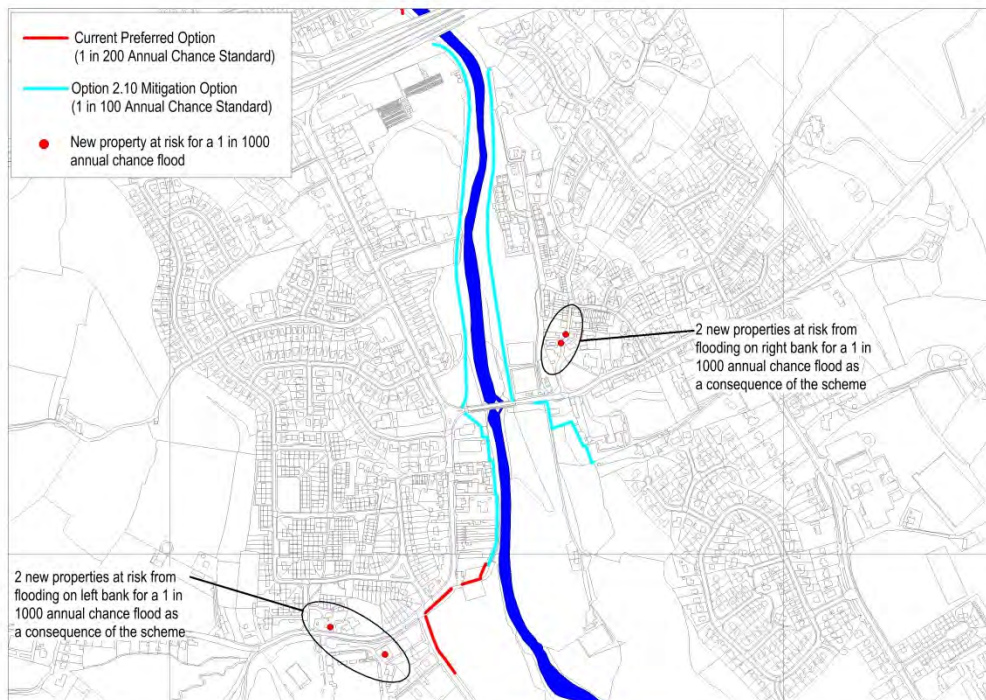 Current Preferred Option
(1 in 200 Annual Chance Standard)
Option 2.10 Mitigation Option
(1 in 100 Annual Chance Standard)
New property at risk for a 1 in 1000
annual chance flood
2 new properties at risk from
flooding on right bank for a 1 in
1000 annual chance flood as
a consequence of the scheme
2 new properties at risk from
flooding on left bank for a 1 in
1000 annual chance flood as
a consequence of the scheme